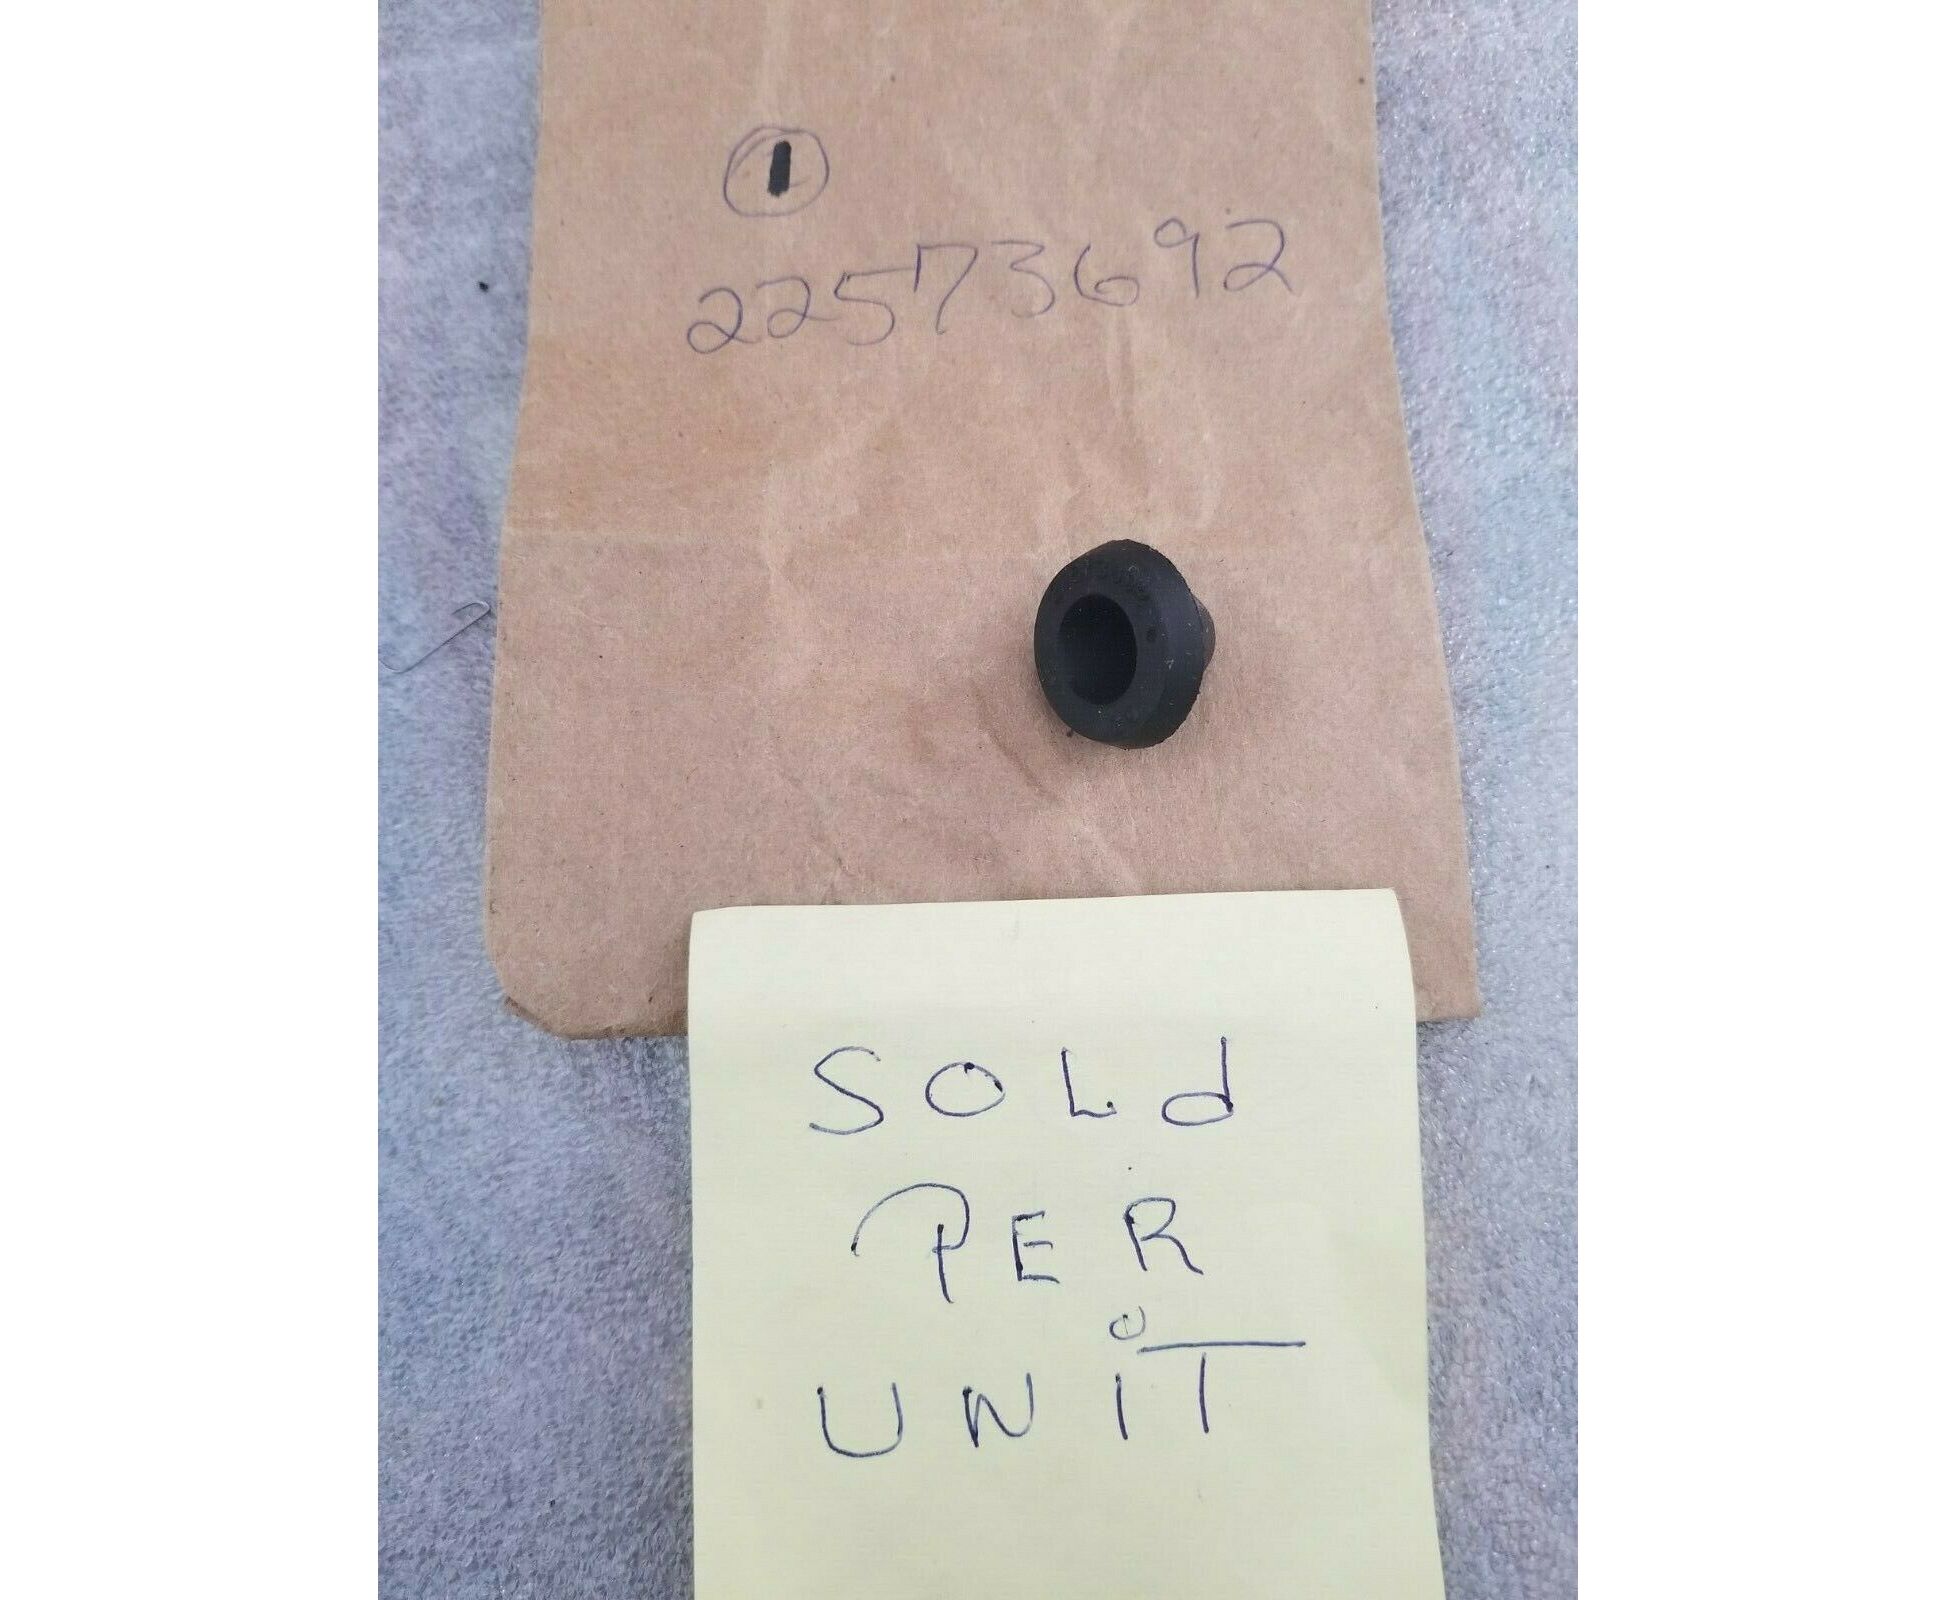 1
22573692
SOLd
PER
UNiT